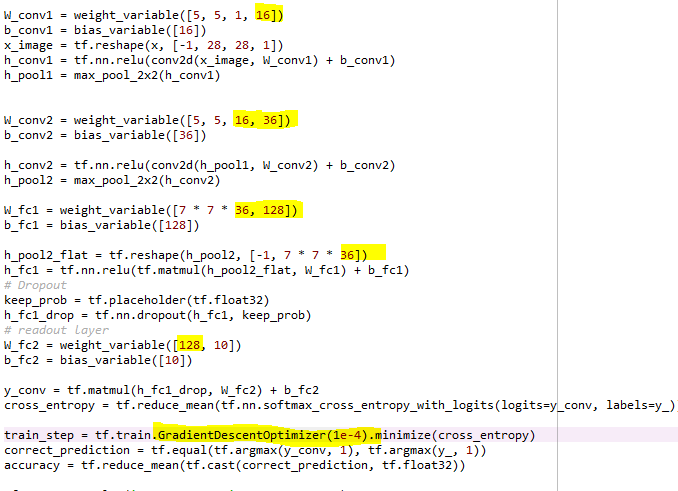 W_conv1 = weight_variable([5, 5, 1, 16])
b_conv1 = bias_variable([16])
x_image = tf.reshape(x, [-1, 28, 28, 1])
h_conv1 = tf.nn.relu(conv2d(x_image, W_conv1) + b_conv1)
h_pool1 = max_pool_2x2(h_conv1)
W_conv2 = weight_variable([5, 5, 16, 36])
b_conv2 = bias_variable([36])
h_conv2 = tf.nn.relu(conv2d(h_pool1, W_conv2) + b_conv2)
h_pool2 = max_pool_2x2(h_conv2)
W_fc1 = weight_variable([7 * 7 * 36, 128])
b_fc1 = bias_variable([128])
h_pool2_flat = tf.reshape(h_pool2, [-1, 7 * 7 * 36])
h_fc1 = tf.nn.relu(tf.matmul(h_pool2_flat, W_fc1) + b_fc1)
# Dropout
keep_prob = tf.placeholder(tf.float32)
h_fc1_drop = tf.nn.dropout(h_fc1, keep_prob)
# readout layer
W_fc2 = weight_variable([128, 10])
b_fc2 = bias_variable([10])
y_conv = tf.matmul(h_fc1_drop, W_fc2) + b_fc2
cross_entropy = tf.reduce_mean(tf.nn.softmax_cross_entropy_with_logits(logits=y_conv, labels=y_)
train_step = tf.train.GradientDescentOptimizer(1e-4).minimize(cross_entropy)
correct_prediction = tf.equal(tf.argmax(y_conv, 1), tf.argmax(y_, 1))
accuracy = tf.reduce_mean(tf.cast(correct_prediction, tf.float32))